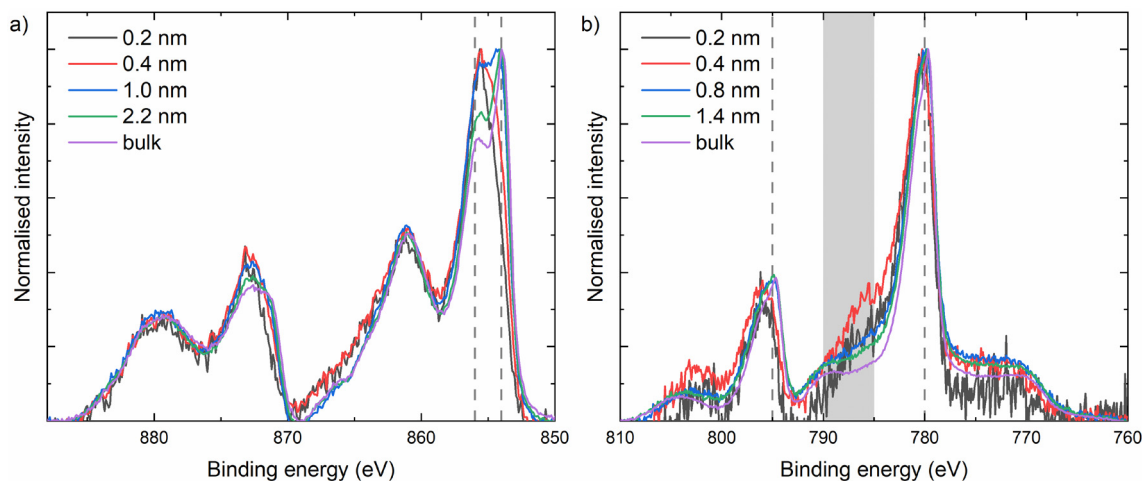 a)
0.2 nm
0.4 nm
1.0 nm
2.2 nm
bulk
Normalised intensity
880
870
860
850
Binding energy (eV)
b)
0.2 nm
0.4 nm
0.8 nm
1.4 nm
bulk
Normalised intensity
810
800
790
780
770
760
Binding energy (eV)